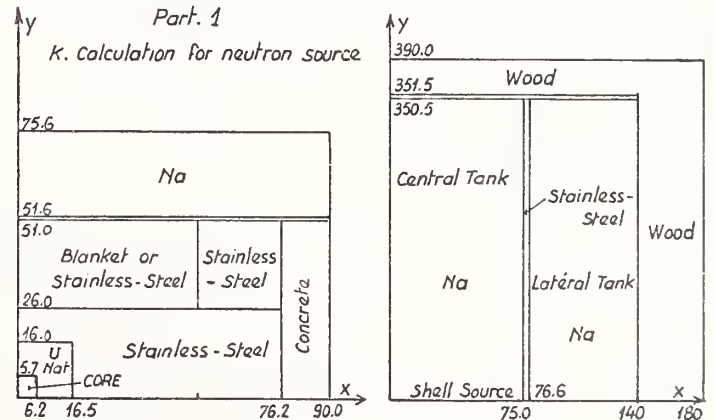 Part. 1
K. Calculation for neutron source
y
75.6
Na
51.6
51.0
Blanket or
Stainless-Steel
Stainless
-Steel
Concrete
26.0
16.0
U
Nat
Stainless-Steel
5.7
CORE
x
6.2
16.5
76.2
90.0
y
390.0
Wood
351.5
350.5
Central Tank
Stainless-
Steel
Wood
Na
Latéral Tank
Na
Shell Source
76.6
x
75.0
140
180